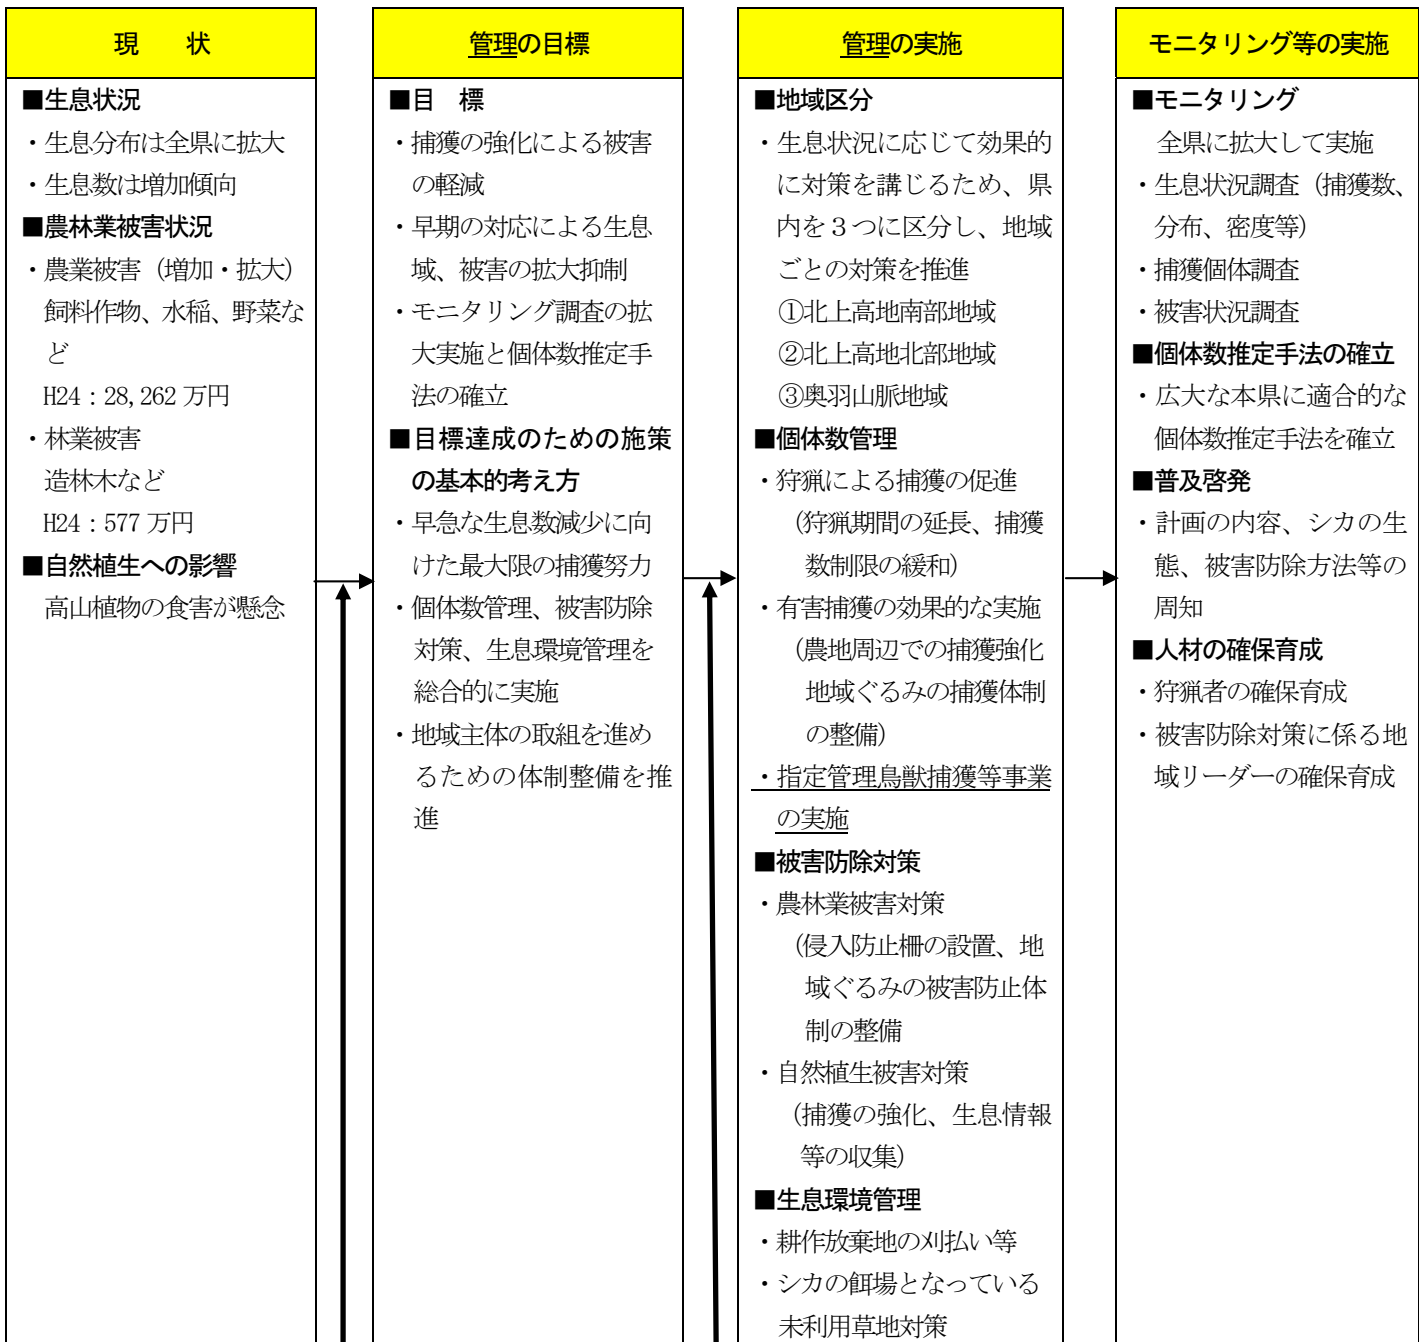 現　　状
■生息状況
・生息分布は全県に拡大
・生息数は増加傾向
■農林業被害状況
・農業被害（増加・拡大）
飼料作物、水稲、野菜な
ど
H24：28,262 万円
・林業被害
造林木など
H24：577 万円
■自然植生への影響
高山植物の食害が懸念
管理の目標
■目　標
・捕獲の強化による被害
の軽減
・早期の対応による生息
域、被害の拡大抑制
・モニタリング調査の拡
大実施と個体数推定手
法の確立
■目標達成のための施策
の基本的考え方
・早急な生息数減少に向
けた最大限の捕獲努力
・個体数管理、被害防除
対策、生息環境管理を
総合的に実施
・地域主体の取組を進め
るための体制整備を推
進
管理の実施
■地域区分
・生息状況に応じて効果的
に対策を講じるため、県
内を３つに区分し、地域
ごとの対策を推進
①北上高地南部地域
②北上高地北部地域
③奥羽山脈地域
■個体数管理
・狩猟による捕獲の促進
（狩猟期間の延長、捕獲
数制限の緩和）
・有害捕獲の効果的な実施
（農地周辺での捕獲強化
地域ぐるみの捕獲体制
の整備）
・指定管理鳥獣捕獲等事業
の実施
■被害防除対策
・農林業被害対策
（侵入防止柵の設置、地
域ぐるみの被害防止体
制の整備
・自然植生被害対策
（捕獲の強化、生息情報
等の収集）
■生息環境管理
・耕作放棄地の刈払い等
・シカの餌場となっている
未利用草地対策
モニタリング等の実施
■モニタリング
全県に拡大して実施
・生息状況調査（捕獲数、
分布、密度等）
・捕獲個体調査
・被害状況調査
■個体数推定手法の確立
・広大な本県に適合的な
個体数推定手法を確立
■普及啓発
・計画の内容、シカの生
態、被害防除方法等の
周知
■人材の確保育成
・狩猟者の確保育成
・被害防除対策に係る地
域リーダーの確保育成